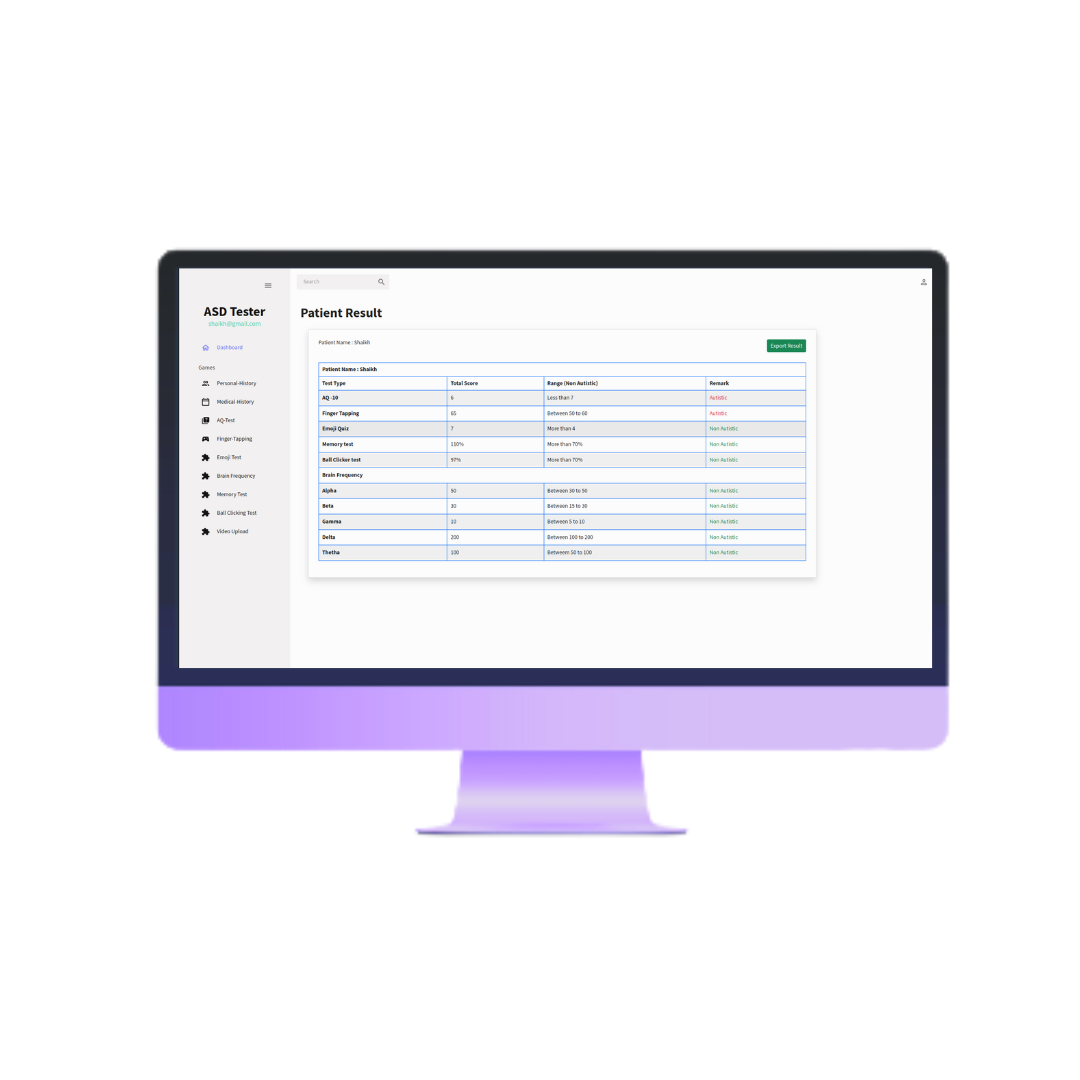 Search
ASD Tester
shaikh@gmail.com
Dashboard
Games
Personal-History
Medical-History
AQ-Test
Finger-Tapping
Emoji Test
Brain Frequency
Memory Test
Ball Clicking Test
Video Upload
Patient Result
Patient Name : Shaikh
Export Result
Patient Name : Shaikh
Test Type Total Score Range (Non Autistic) Remark
AQ -10 6 Less than 7 Autistic
Finger Tapping 65 Between 50 to 60 Autistic
Emoji Quiz 7 More than 4 Non Autistic
Memory test 110% More than 70% Non Autistic
Ball Clicker test 97% More than 70% Non Autistic
Brain Frequency
Alpha 50 Between 30 to 50 Non Autistic
Beta 30 Between 15 to 30 Non Autistic
Gamma 10 Between 5 to 10 Non Autistic
Delta 200 Between 100 to 200 Non Autistic
Thetha 100 Betweem 50 to 100 Non Autistic